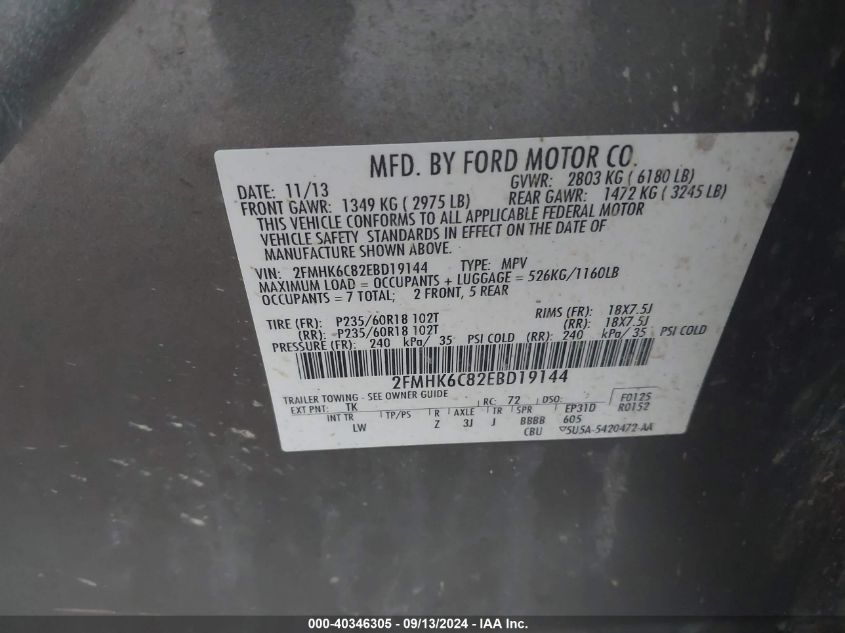 MFD. BY FORD MOTOR CO.
DATE: 11/13 GVWR: 2803 KG ( 6180 LB)
FRONT GAWR: 1349 KG ( 2975 LB) REAR GAWR: 1472 KG ( 3245 LB)
THIS VEHICLE CONFORMS TO ALL APPLICABLE FEDERAL MOTOR
VEHICLE SAFETY STANDARDS IN EFFECT ON THE DATE OF
MANUFACTURE SHOWN ABOVE.
VIN: 2FMHK6C82EBD19144 TYPE: MPV
MAXIMUM LOAD = OCCUPANTS + LUGGAGE = 526KG/1160LB
OCCUPANTS = 7 TOTAL; 2 FRONT, 5 REAR
TIRE (FR): P235/60R18 102T RIMS (FR): 18X7.5J
(RR): P235/60R18 102T (RR): 18X7.5J
PRESSURE (FR): 240 kPa/ 35 PSI COLD (RR): 240 kPa/ 35 PSI COLD
2FMHK6C82EBD19144
TRAILER TOWING - SEE OWNER GUIDE
EXT PNT: TK RC: 72 DSO: F0125
R0152
INT TR TP/PS R AXLE TR SPR EP31D
LW Z 3J J BBBB 605
CBU ▽5U5A-5420472-AA
000-40346305 - 09/13/2024 - IAA Inc.